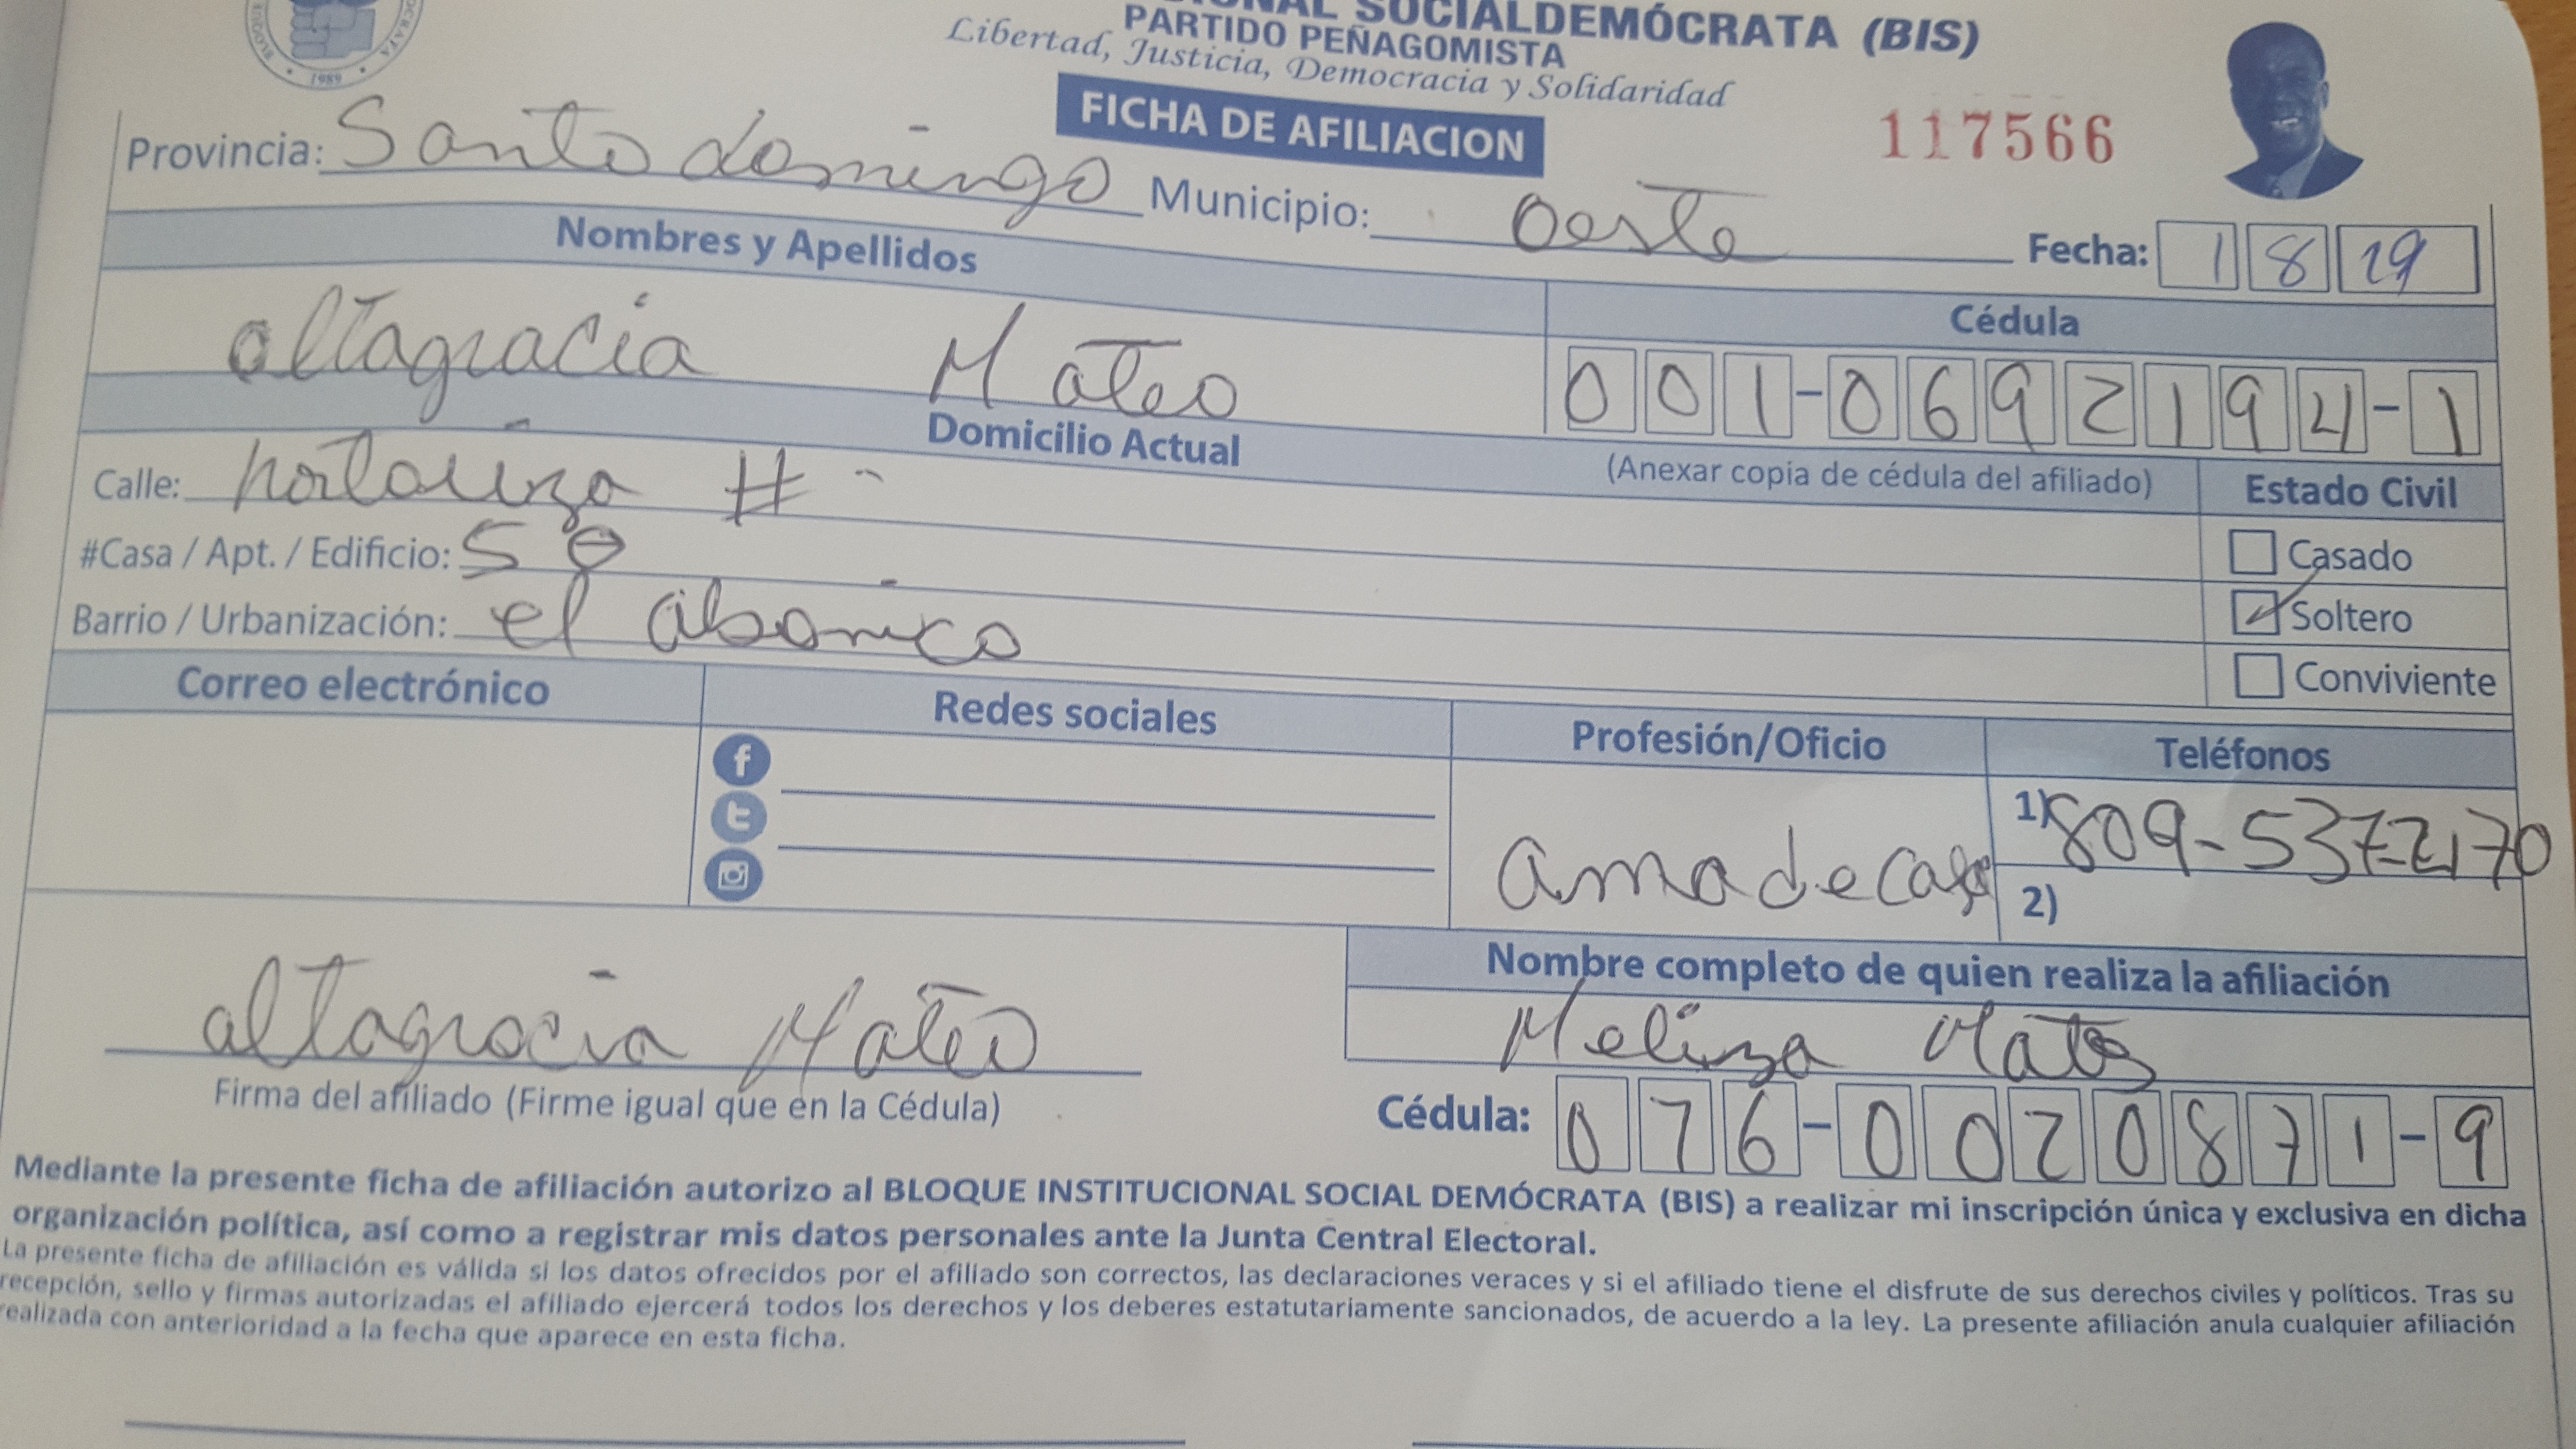 SOCIALDEMÓCRATA (BIS)
PARTIDO PEÑAGOMISTA
Libertad, Justicia, Democracia y Solidaridad
FICHA DE AFILIACION
117566
1989
Provincia: Santo domingo Municipio: Oeste Fecha: 1 8 19
Nombres y Apellidos
Cédula
altagracia Mateo
001-0692194-1
Domicilio Actual
(Anexar copia de cédula del afiliado)
Estado Civil
Calle: #
Casado
#Casa / Apt. / Edificio: 50
Soltero
Barrio / Urbanización: el abanico
Conviviente
Correo electrónico
Redes sociales
Profesión/Oficio
Teléfonos
ama de casa
1) 809-537-2170
2)
Nombre completo de quien realiza la afiliación
altagracia Mateo
Meliza
Firma del afiliado (Firme igual que en la Cédula)
Cédula: 076-0020871-9
Mediante la presente ficha de afiliación autorizo al BLOQUE INSTITUCIONAL SOCIAL DEMÓCRATA (BIS) a realizar mi inscripción única y exclusiva en dicha
organización política, así como a registrar mis datos personales ante la Junta Central Electoral.
La presente ficha de afiliación es válida si los datos ofrecidos por el afiliado son correctos, las declaraciones veraces y si el afiliado tiene el disfrute de sus derechos civiles y políticos. Tras su
recepción, sello y firmas autorizadas el afiliado ejercerá todos los derechos y los deberes estatutariamente sancionados, de acuerdo a la ley. La presente afiliación anula cualquier afiliación
realizada con anterioridad a la fecha que aparece en esta ficha.